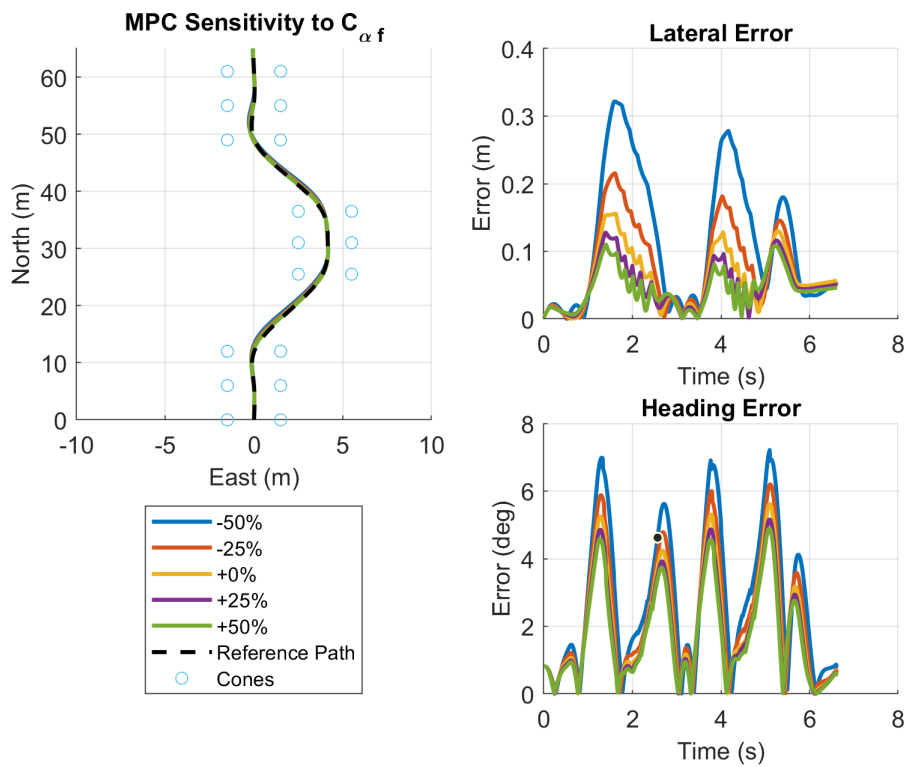 MPC Sensitivity to C α f
60
50
40
30
20
10
0
North (m)
-10 -5 0 5 10
East (m)
-50%
-25%
+0%
+25%
+50%
Reference Path
Cones
Lateral Error
0.4
0.3
0.2
0.1
0
Error (m)
0 2 4 6 8
Time (s)
Heading Error
8
6
4
2
0
Error (deg)
0 2 4 6 8
Time (s)